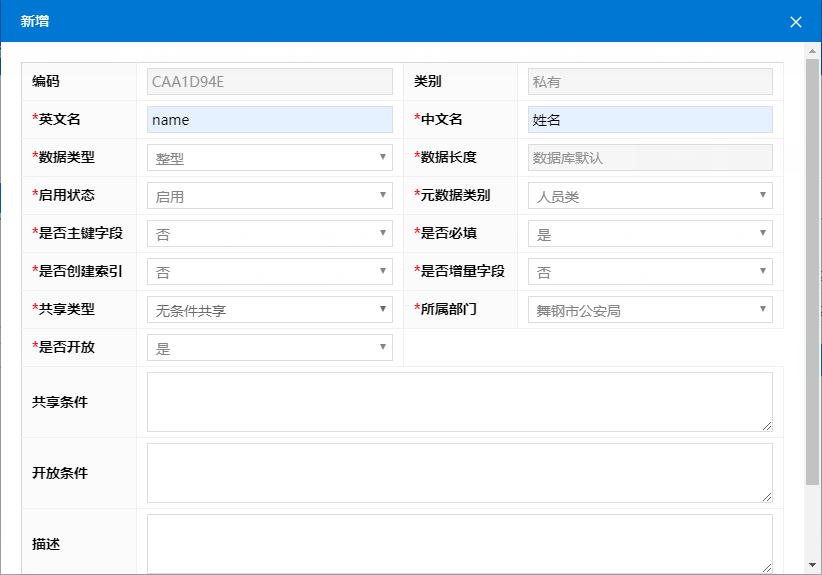 新增
编码 CAA1D94E 类别 私有
*英文名 name *中文名 姓名
*数据类型 整型 *数据长度 数据库默认
*启用状态 启用 *元数据类别 人员类
*是否主键字段 否 *是否必填 是
*是否创建索引 否 *是否增量字段 否
*共享类型 无条件共享 *所属部门 舞钢市公安局
*是否开放 是
共享条件
开放条件
描述